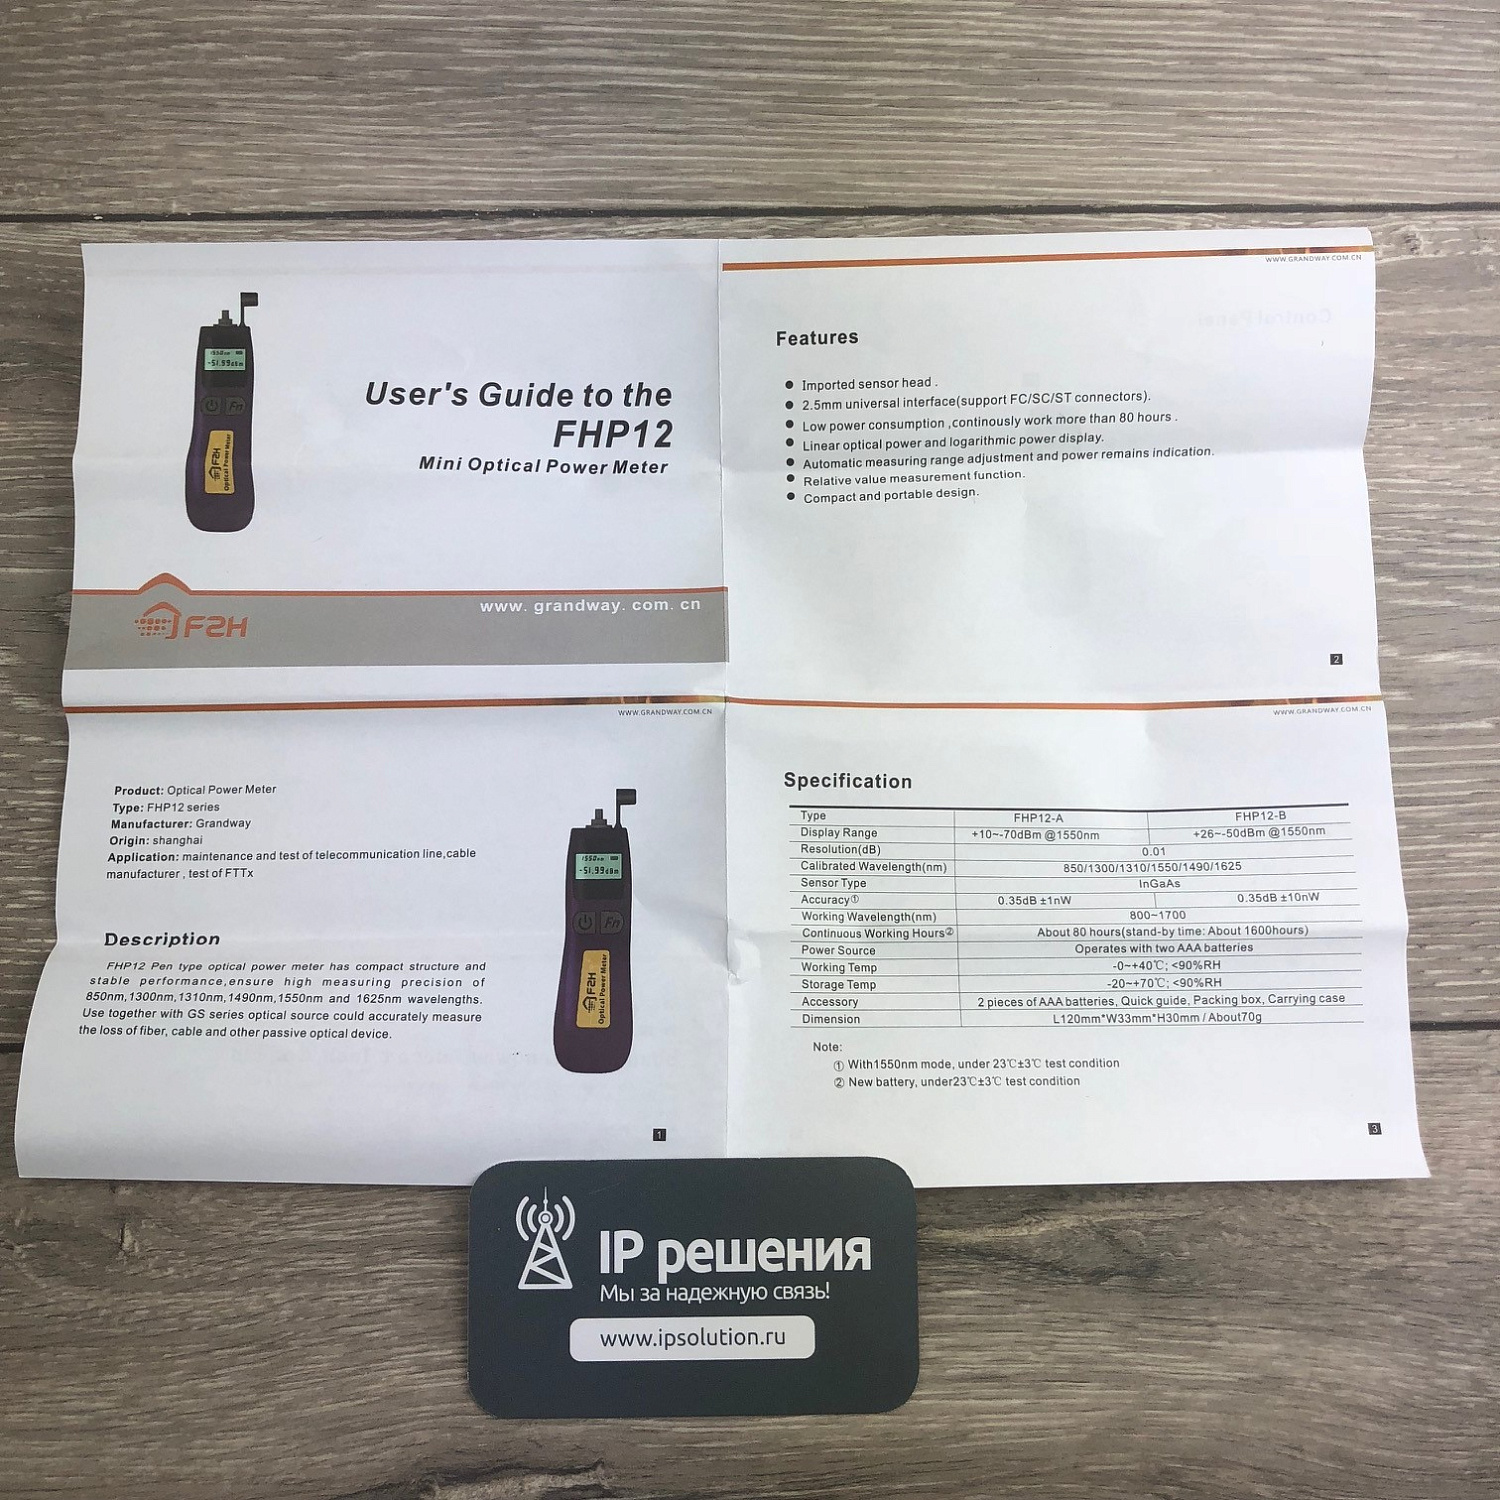 1550nm
-51.99dBm
Fn
F2H
Optical Power Meter
User's Guide to the
FHP12
Mini Optical Power Meter
www. grandway. com. cn
F2H
WWW.GRANDWAY.COM.CN
Features
● Imported sensor head .
● 2.5mm universal interface(support FC/SC/ST connectors).
● Low power consumption ,continously work more than 80 hours .
● Linear optical power and logarithmic power display.
● Automatic measuring range adjustment and power remains indication.
● Relative value measurement function.
● Compact and portable design.
2
WWW.GRANDWAY.COM.CN
Product: Optical Power Meter
Type: FHP12 series
Manufacturer: Grandway
Origin: shanghai
Application: maintenance and test of telecommunication line,cable
manufacturer , test of FTTx
Description
FHP12 Pen type optical power meter has compact structure and
stable performance,ensure high measuring precision of
850nm,1300nm,1310nm,1490nm,1550nm and 1625nm wavelengths.
Use together with GS series optical source could accurately measure
the loss of fiber, cable and other passive optical device.
1550nm
-51.99dBm
Fn
F2H
Optical Power Meter
1
WWW.GRANDWAY.COM.CN
Specification
Type FHP12-A FHP12-B
Display Range +10~-70dBm @1550nm +26~-50dBm @1550nm
Resolution(dB) 0.01
Calibrated Wavelength(nm) 850/1300/1310/1550/1490/1625
Sensor Type InGaAs
Accuracy① 0.35dB ±1nW 0.35dB ±10nW
Working Wavelength(nm) 800~1700
Continuous Working Hours② About 80 hours(stand-by time: About 1600hours)
Power Source Operates with two AAA batteries
Working Temp -0~+40℃; <90%RH
Storage Temp -20~+70℃; <90%RH
Accessory 2 pieces of AAA batteries, Quick guide, Packing box, Carrying case
Dimension L120mm*W33mm*H30mm / About70g
Note:
① With1550nm mode, under 23℃±3℃ test condition
② New battery, under23℃±3℃ test condition
3
IP решения
Мы за надежную связь!
www.ipsolution.ru